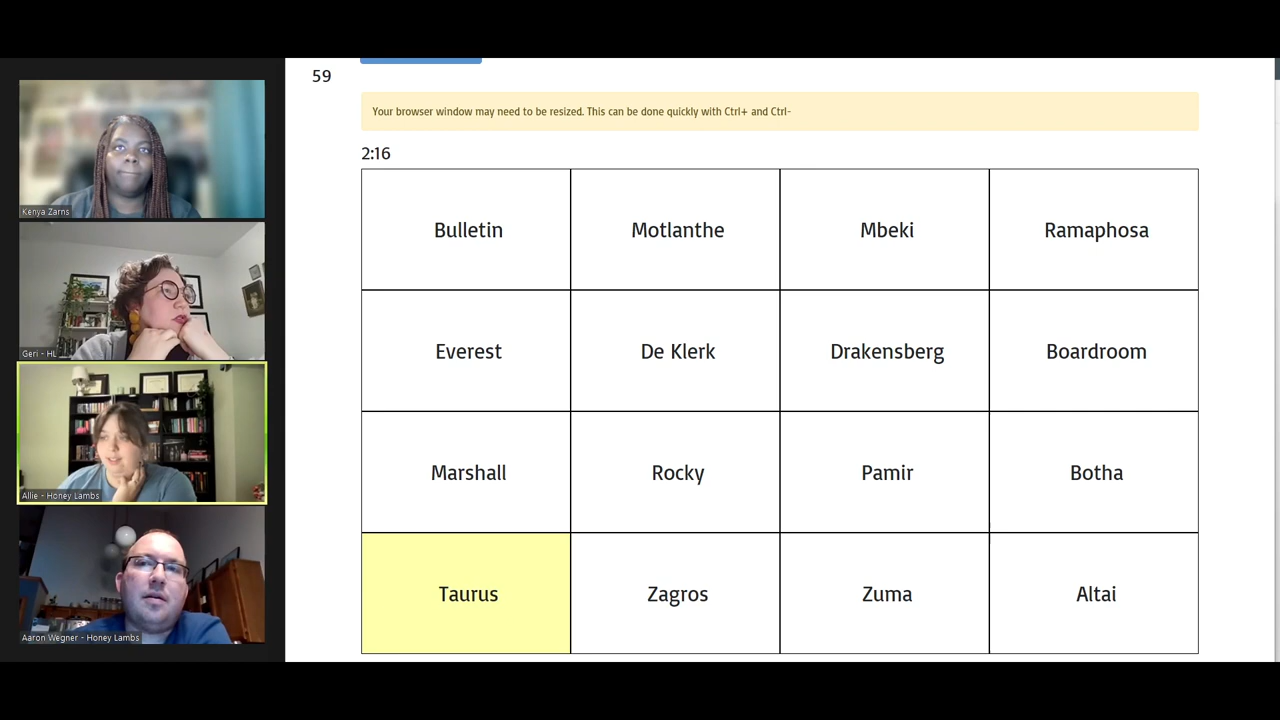 59
Your browser window may need to be resized. This can be done quickly with Ctrl+ and Ctrl-
2:16
Bulletin Motlanthe Mbeki Ramaphosa
Everest De Klerk Drakensberg Boardroom
Marshall Rocky Pamir Botha
Taurus Zagros Zuma Altai
Kenya Zarns
Geri - HL
Allie - Honey Lambs
Aaron Wegner - Honey Lambs